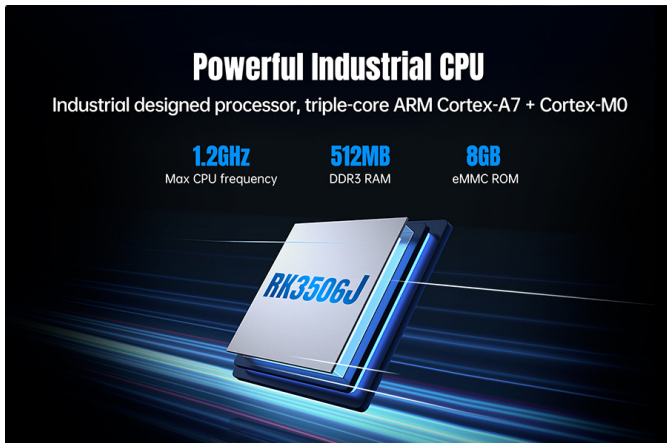 Powerful Industrial CPU
Industrial designed processor, triple-core ARM Cortex-A7 + Cortex-M0
1.2GHz 512MB 8GB
Max CPU frequency DDR3 RAM eMMC ROM
RK3506J